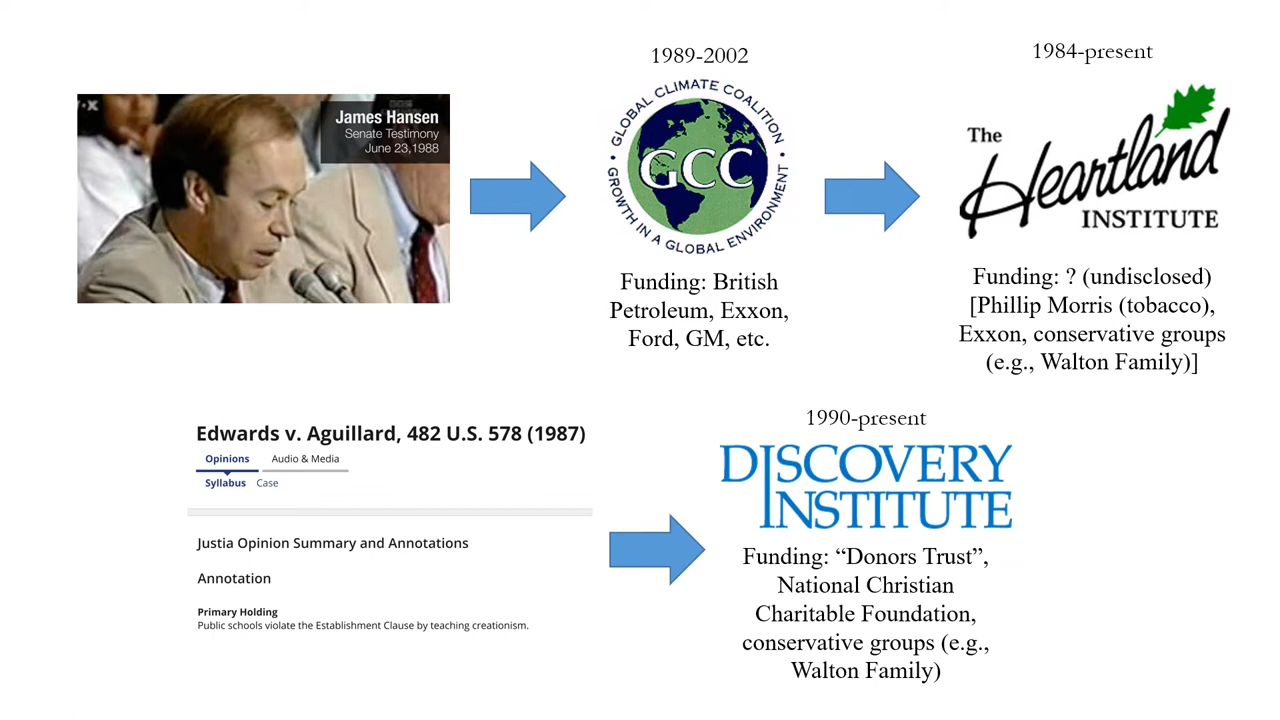 James Hansen
Senate Testimony
June 23,1988
1989-2002
• GLOBAL CLIMATE COALITION •
GROWTH IN A GLOBAL ENVIRONMENT
GCC
Funding: British
Petroleum, Exxon,
Ford, GM, etc.
1984-present
The
Heartland
INSTITUTE
Funding: ? (undisclosed)
[Phillip Morris (tobacco),
Exxon, conservative groups
(e.g., Walton Family)]
Edwards v. Aguillard, 482 U.S. 578 (1987)
Opinions Audio & Media
Syllabus Case
Justia Opinion Summary and Annotations
Annotation
Primary Holding
Public schools violate the Establishment Clause by teaching creationism.
1990-present
DISCOVERY
INSTITUTE
Funding: “Donors Trust”,
National Christian
Charitable Foundation,
conservative groups (e.g.,
Walton Family)